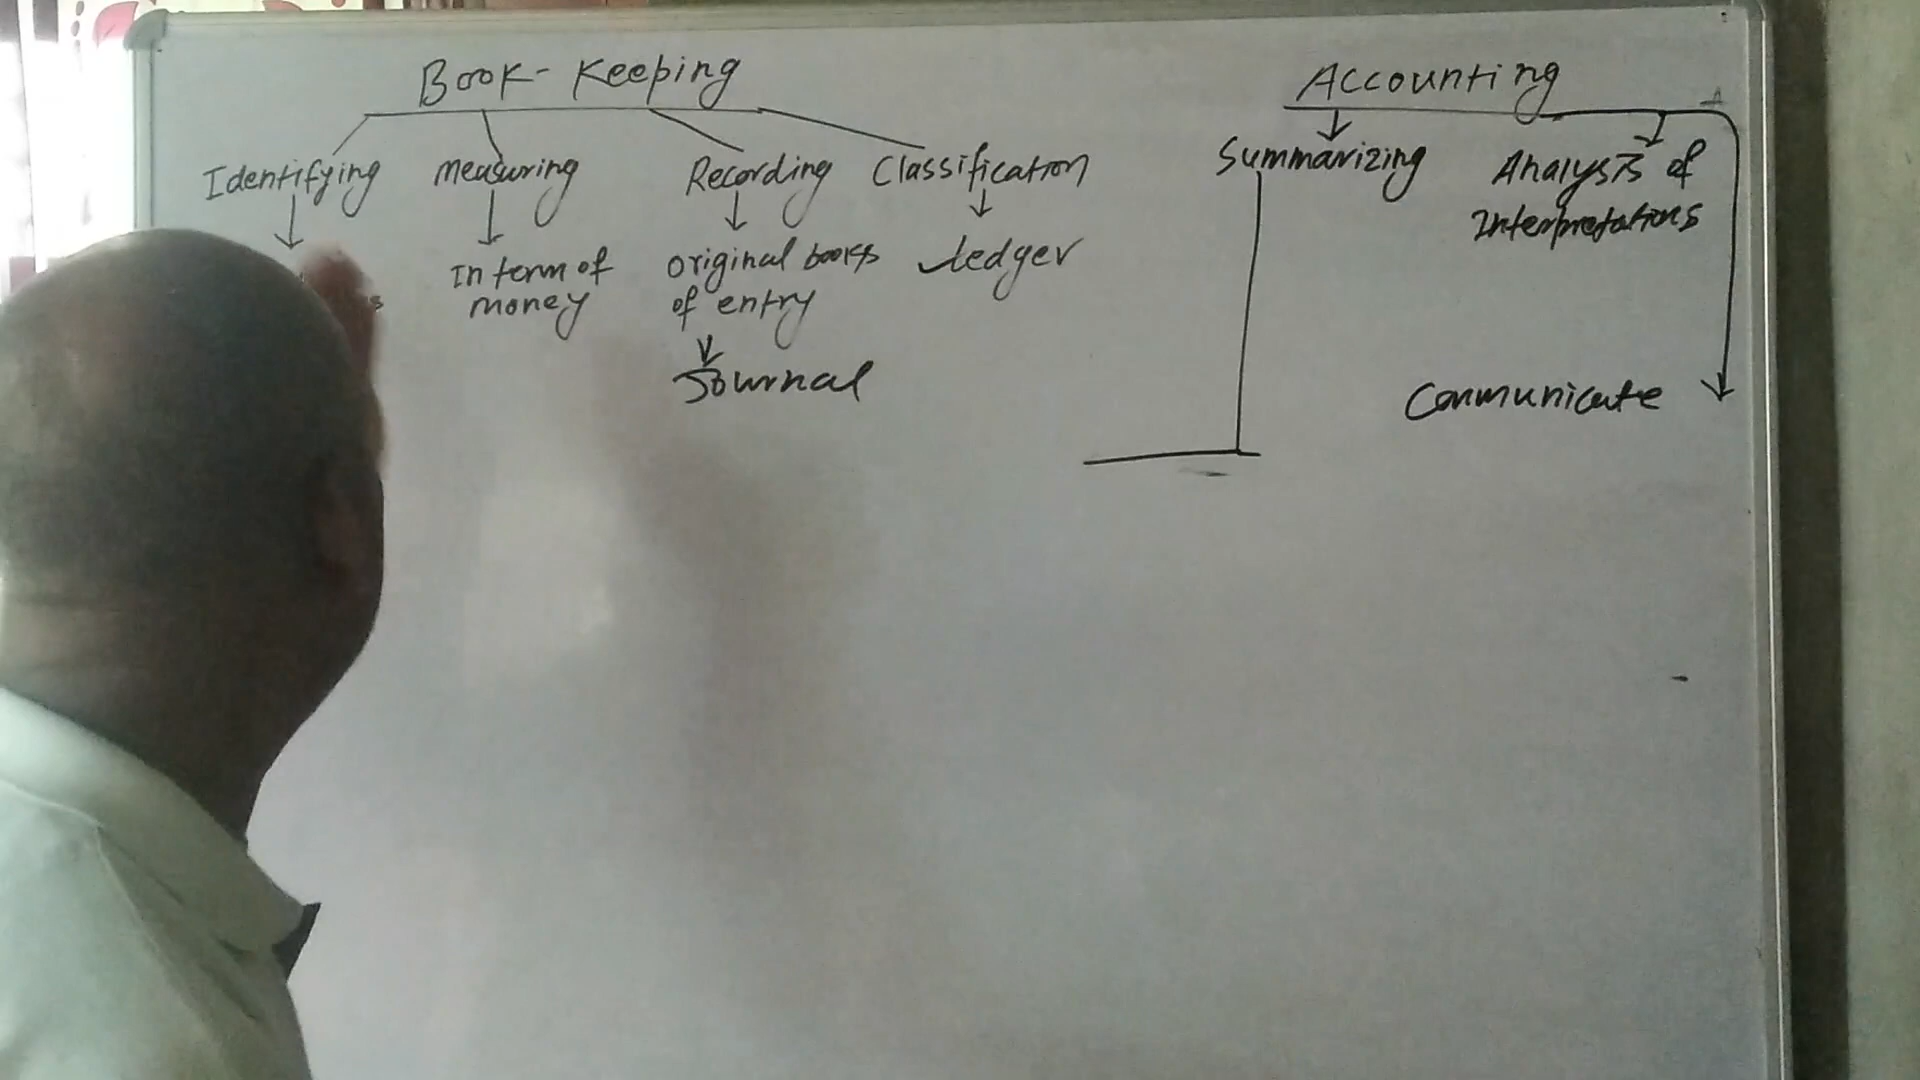 Book-Keeping
Accounting
Identifying
measuring
Recording
Classification
Summarizing
Analysis of
Interpretations
In term of
money
original books
of entry
Journal
Ledger
Communicate